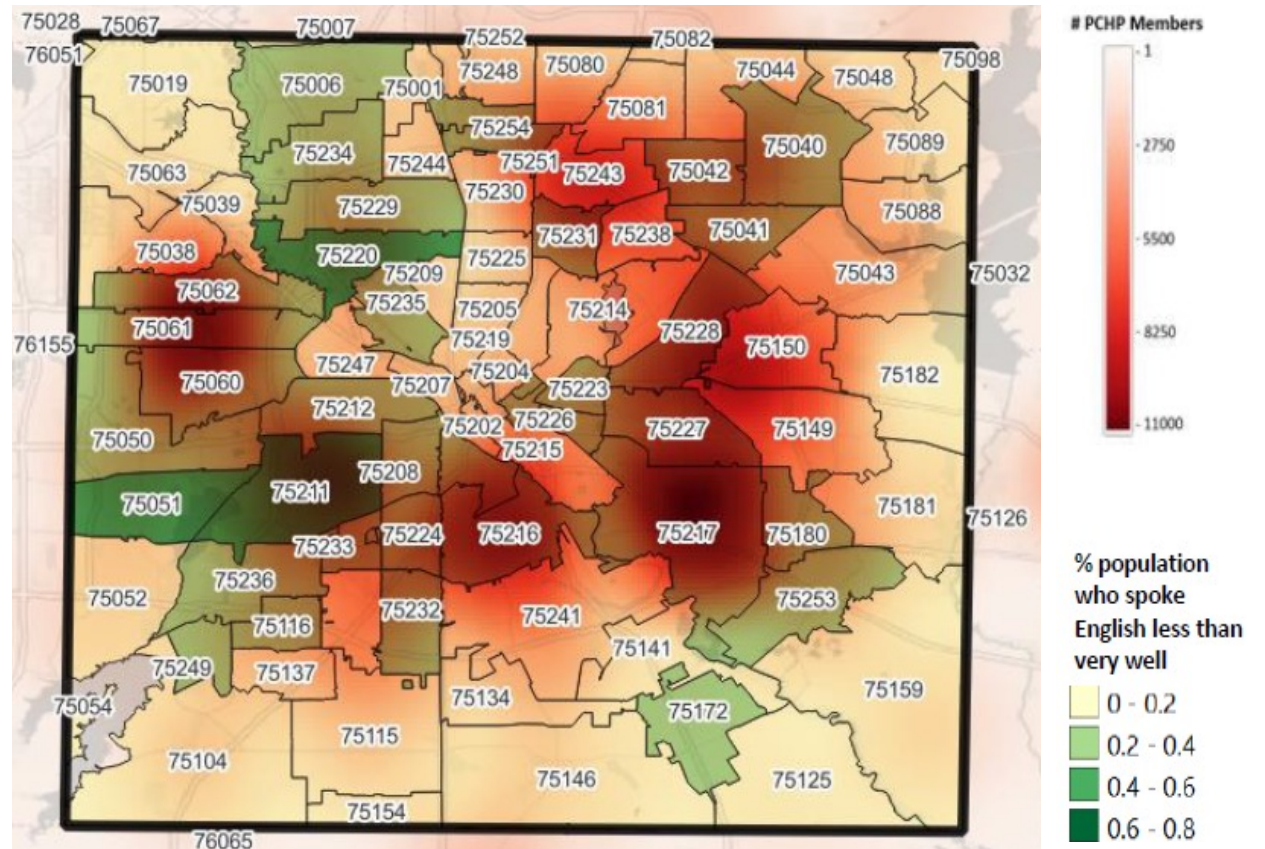 75028 75067 75007 75252 75082
76051 75098
75019 75006 75001 75248 75080 75044 75048
75081
75254 75040 75089
75234 75244 75251 75243 75042
75063 75230
75039 75229 75088
75038 75220 75225 75231 75238 75041
75209 75043 75032
75062 75235 75205 75214
75061 75219 75228 75150
76155 75247 75204 75182
75060 75207 75223
75212 75226
75050 75202 75227 75149
75215
75208
75051 75211 75181
75126
75233 75224 75216 75217 75180
75236
75052 75232 75241 75253
75116 75141
75249 75137
75054 75134 75172 75159
75115
75104 75146 75125
75154
76065
# PCHP Members
1
2750
5500
8250
11000
% population
who spoke
English less than
very well
0 - 0.2
0.2 - 0.4
0.4 - 0.6
0.6 - 0.8